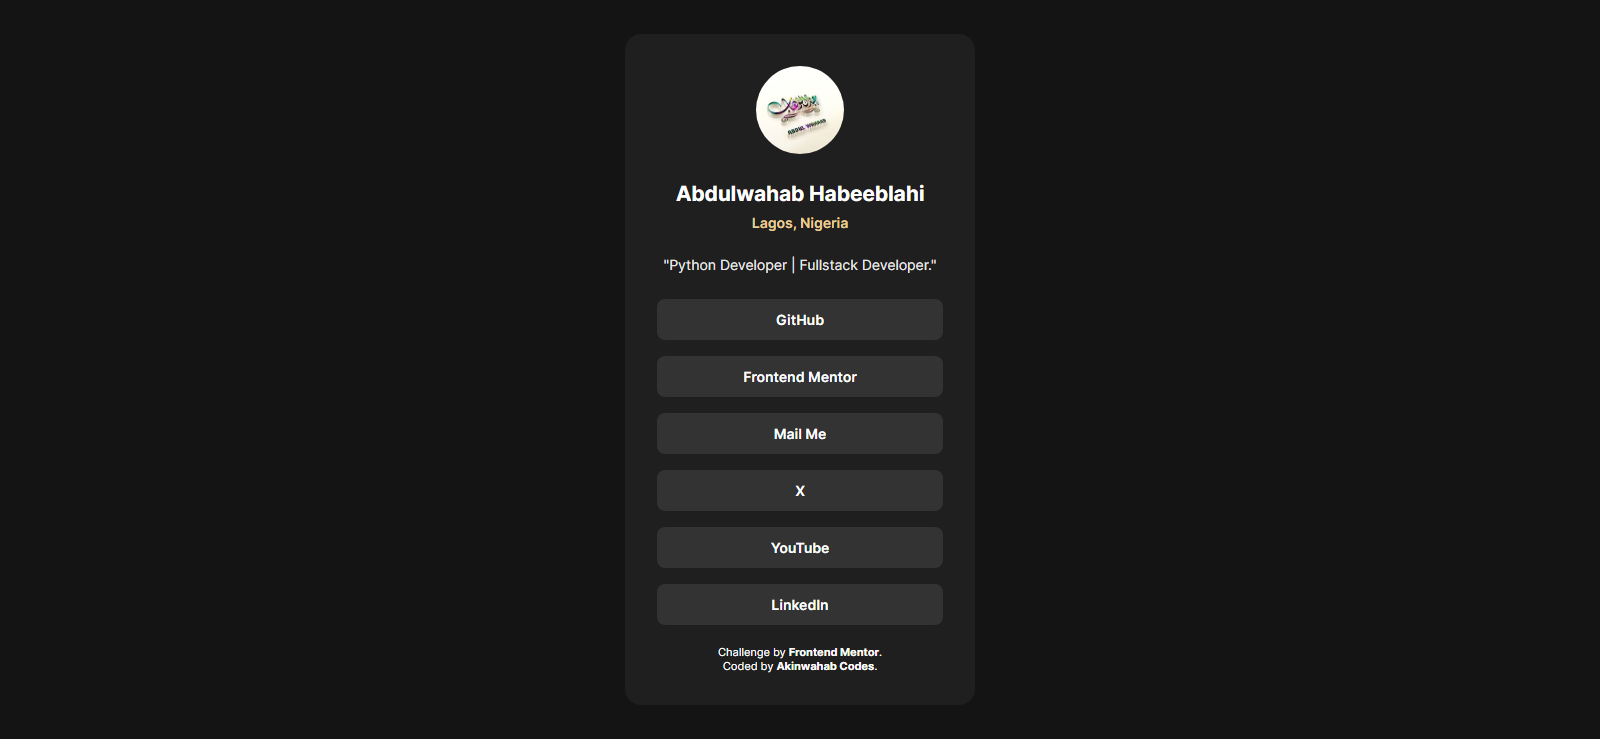 ABDUL WAHAAB
Abdulwahab Habeeblahi
Lagos, Nigeria
"Python Developer | Fullstack Developer."
GitHub
Frontend Mentor
Mail Me
X
YouTube
LinkedIn
Challenge by Frontend Mentor.
Coded by Akinwahab Codes.